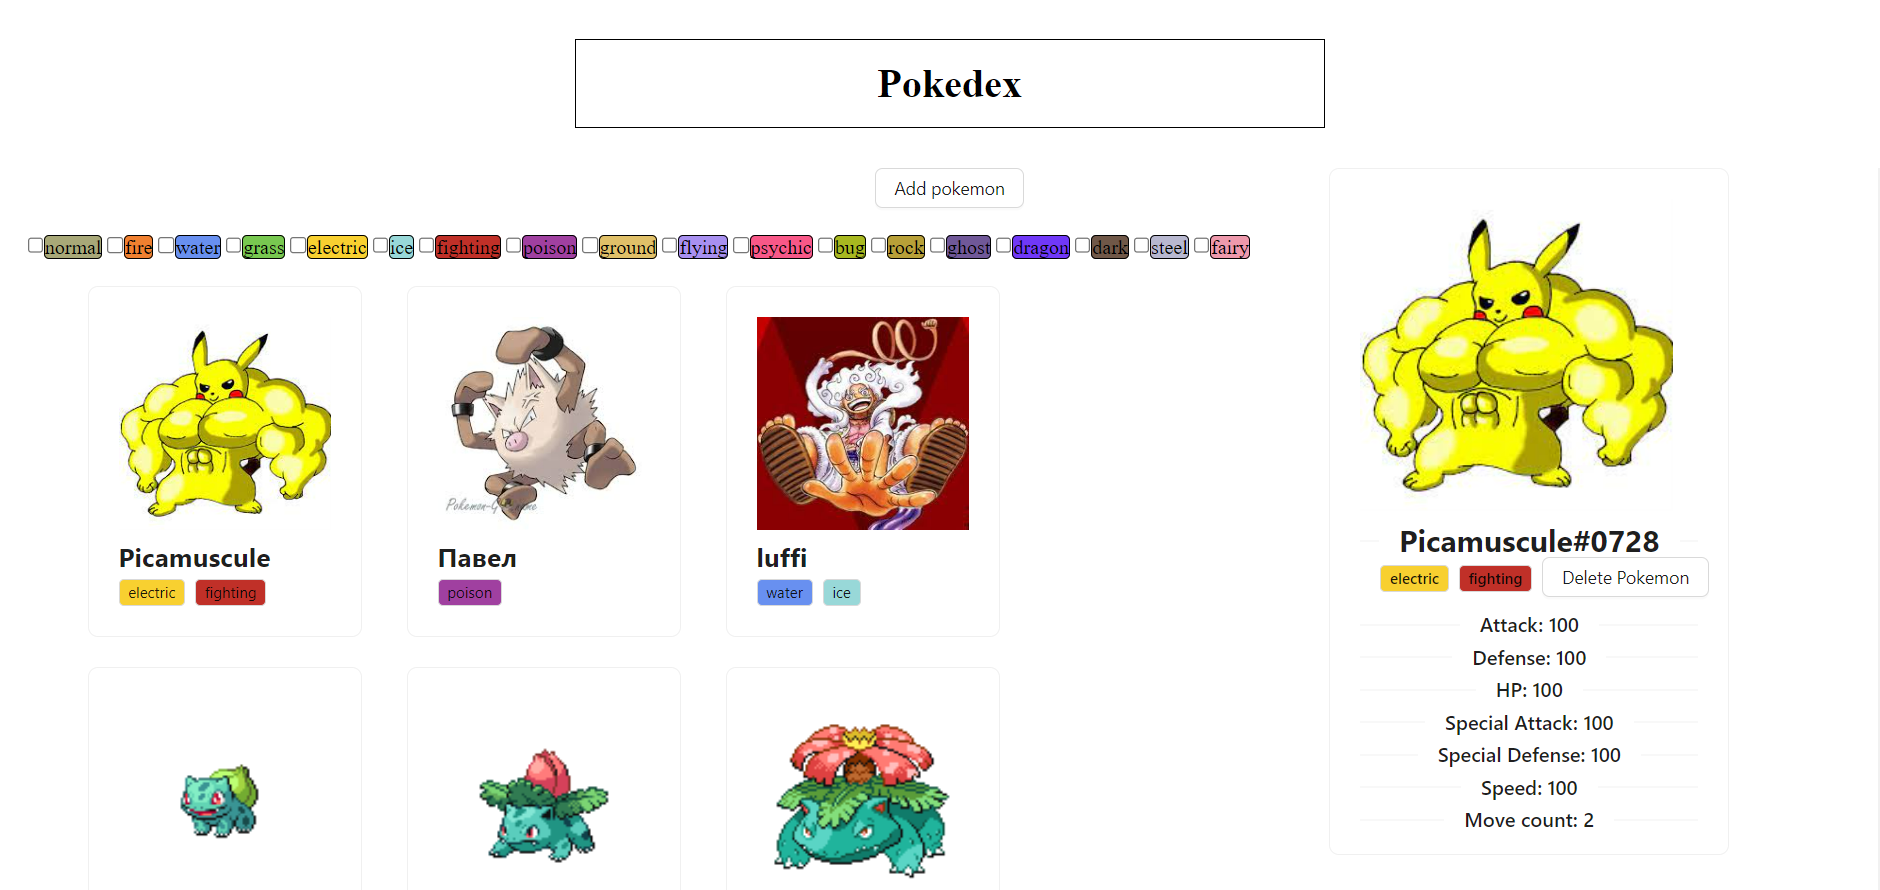 Pokedex
Add pokemon
normal fire water grass electric ice fighting poison ground flying psychic bug rock ghost dragon dark steel fairy
Picamuscule
electric fighting
Павел
poison
luffi
water ice
Picamuscule#0728
electric fighting Delete Pokemon
Attack: 100
Defense: 100
HP: 100
Special Attack: 100
Special Defense: 100
Speed: 100
Move count: 2